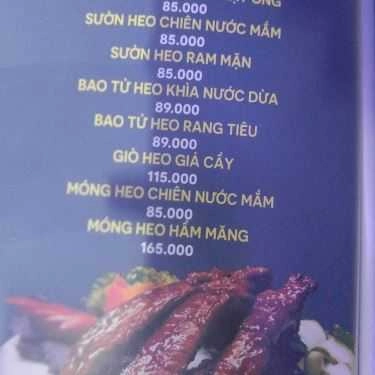 85.000
SƯỜN HEO CHIÊN NƯỚC MẮM
85.000
SƯỜN HEO RAM MẶN
85.000
BAO TỬ HEO KHÌA NƯỚC DỪA
89.000
BAO TỬ HEO RANG TIÊU
89.000
GIÒ HEO GIẢ CẦY
115.000
MÓNG HEO CHIÊN NƯỚC MẮM
85.000
MÓNG HEO HẦM MĂNG
165.000